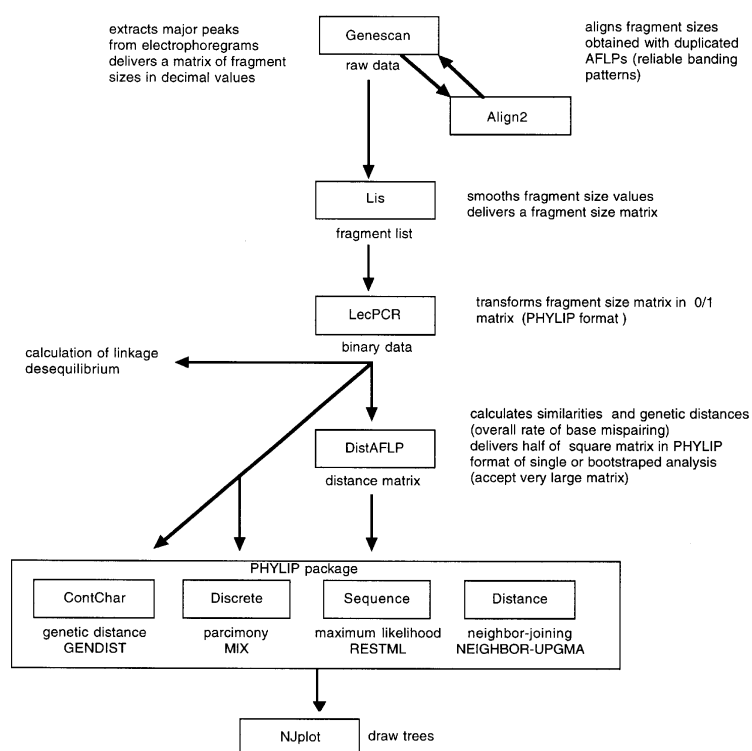 extracts major peaks
from electrophoregrams
delivers a matrix of fragment
sizes in decimal values
Genescan
raw data
aligns fragment sizes
obtained with duplicated
AFLPs (reliable banding
patterns)
Align2
Lis
fragment list
smooths fragment size values
delivers a fragment size matrix
LecPCR
binary data
transforms fragment size matrix in 0/1
matrix (PHYLIP format )
calculation of linkage
desequilibrium
DistAFLP
distance matrix
calculates similarities and genetic distances
(overall rate of base mispairing)
delivers half of square matrix in PHYLIP
format of single or bootstraped analysis
(accept very large matrix)
PHYLIP package
ContChar
genetic distance
GENDIST
Discrete
parcimony
MIX
Sequence
maximum likelihood
RESTML
Distance
neighbor-joining
NEIGHBOR-UPGMA
NJplot
draw trees